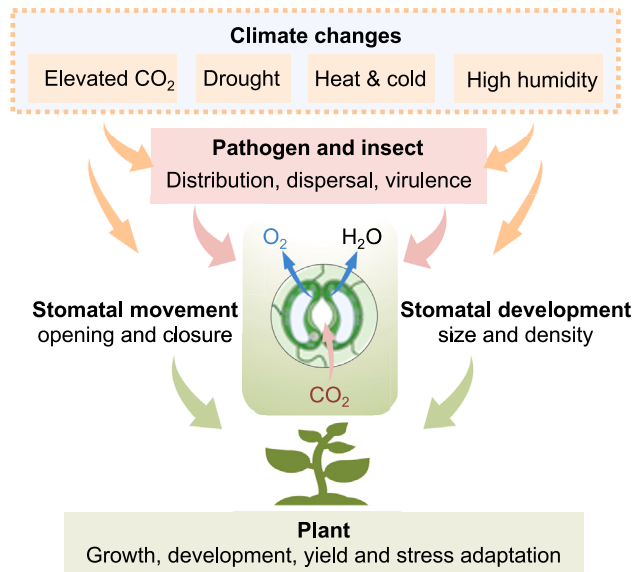 Climate changes
Elevated CO₂ Drought Heat & cold High humidity
Pathogen and insect
Distribution, dispersal, virulence
O₂ H₂O
Stomatal movement
opening and closure
Stomatal development
size and density
CO₂
Plant
Growth, development, yield and stress adaptation